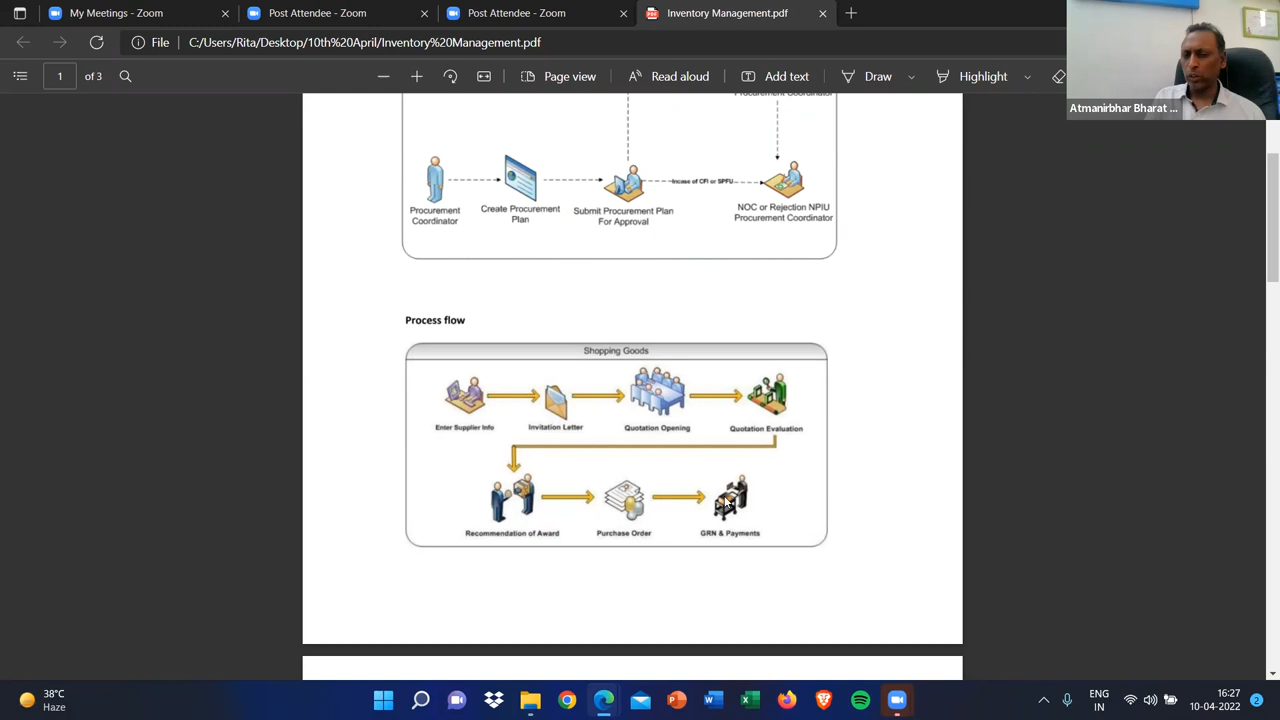 My Meetings - Zoom
Post Attendee - Zoom
Post Attendee - Zoom
Inventory Management.pdf
File
C:/Users/Rita/Desktop/10th%20April/Inventory%20Management.pdf
1 of 3
Page view
Read aloud
Add text
Draw
Highlight
Atmanirbhar Bharat ...
Procurement Coordinator
Incase of CFI or SPFU
Procurement
Coordinator
Create Procurement
Plan
Submit Procurement Plan
For Approval
NOC or Rejection NPIU
Procurement Coordinator
Process flow
Shopping Goods
Enter Supplier Info
Invitation Letter
Quotation Opening
Quotation Evaluation
Recommendation of Award
Purchase Order
GRN & Payments
38°C
Haze
ENG
IN
16:27
10-04-2022
2